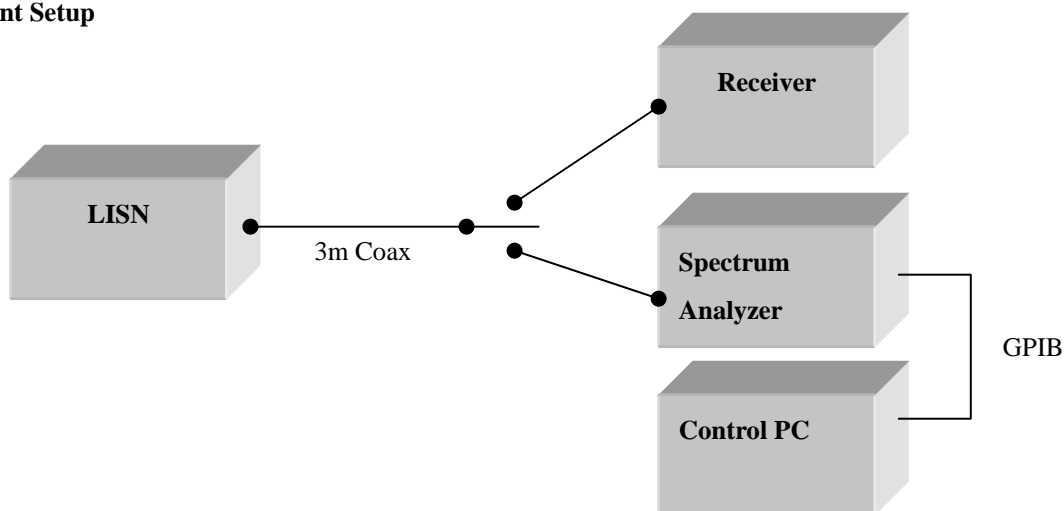 nt Setup
Receiver
LISN
3m Coax
Spectrum
Analyzer
GPIB
Control PC